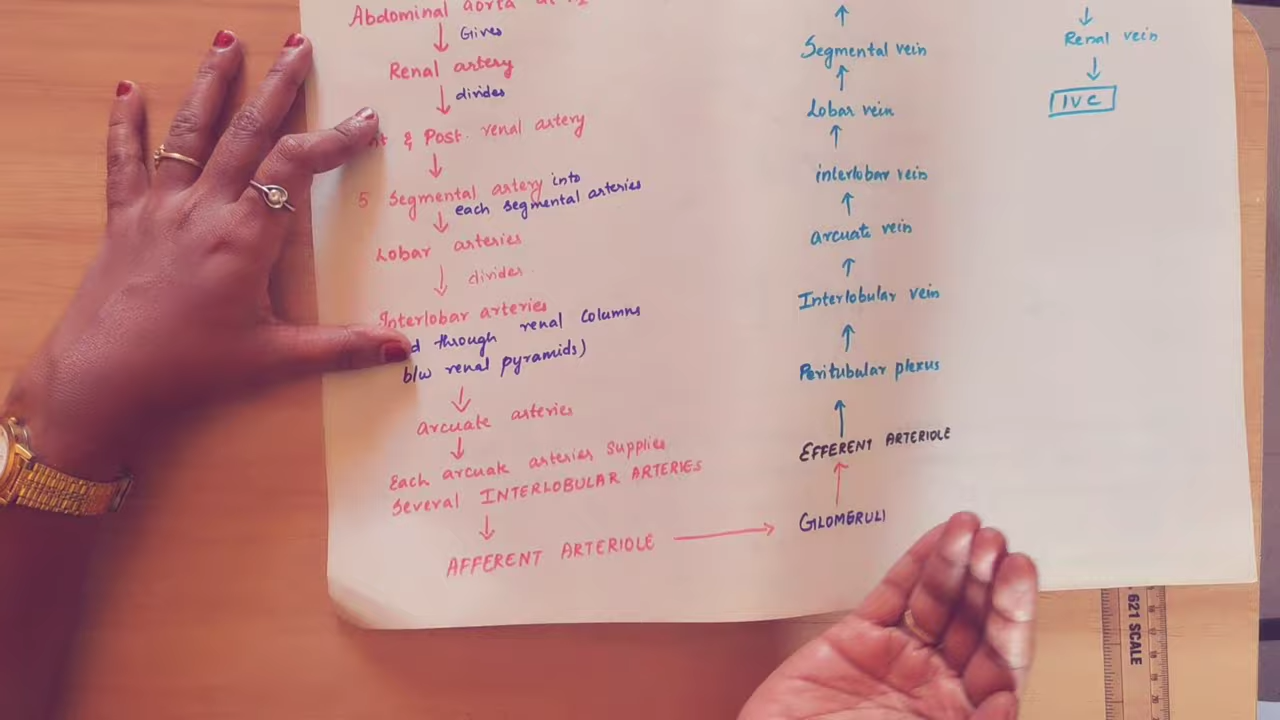 Abdominal aorta at
Gives
Renal artery
divides
& Post. renal artery
5 Segmental artery into
each segmental arteries
Lobar arteries
divides
Interlobar arteries
through renal columns
b/w renal pyramids)
arcuate arteries
Each arcuate arteries supplies
Several INTERLOBULAR ARTERIES
AFFERENT ARTERIOLE
Segmental vein
Lobar vein
interlobar vein
arcuate vein
Interlobular vein
Peritubular plexus
EFFERENT ARTERIOLE
GLOMERULI
Renal vein
IVC
621 SCALE